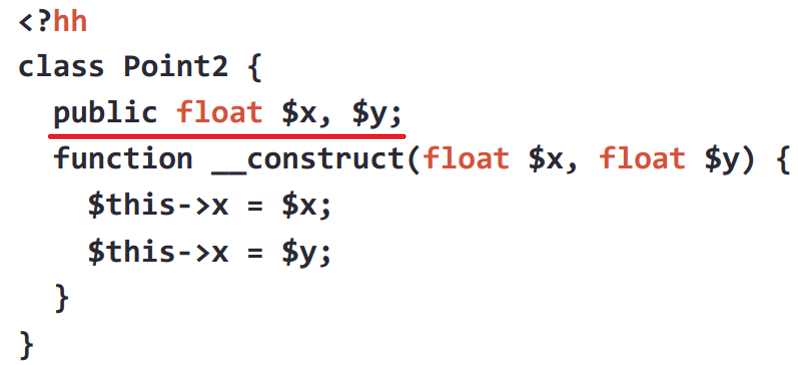 <?hh
class Point2 {
  public float $x, $y;
  function __construct(float $x, float $y) {
    $this->x = $x;
    $this->x = $y;
  }
}